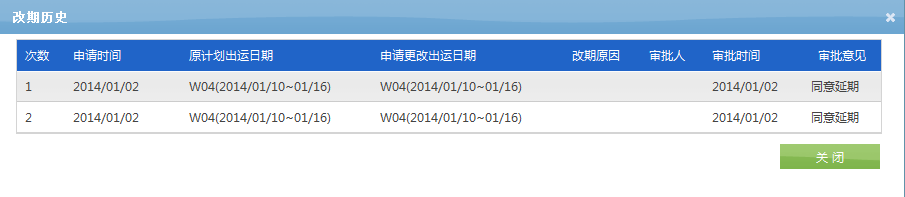 改期历史
次数 申请时间 原计划出运日期 申请更改出运日期 改期原因 审批人 审批时间 审批意见
1 2014/01/02 W04(2014/01/10~01/16) W04(2014/01/10~01/16) 2014/01/02 同意延期
2 2014/01/02 W04(2014/01/10~01/16) W04(2014/01/10~01/16) 2014/01/02 同意延期
关 闭